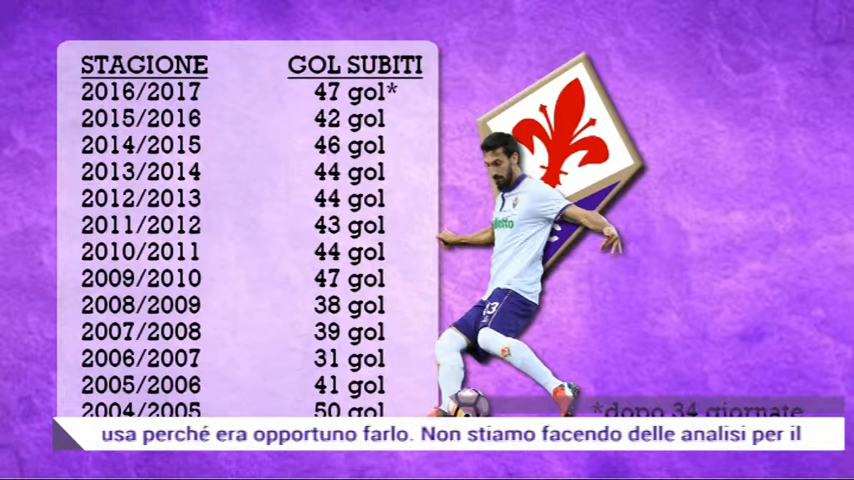 STAGIONE GOL SUBITI
2016/2017 47 gol*
2015/2016 42 gol
2014/2015 46 gol
2013/2014 44 gol
2012/2013 44 gol
2011/2012 43 gol
2010/2011 44 gol
2009/2010 47 gol
2008/2009 38 gol
2007/2008 39 gol
2006/2007 31 gol
2005/2006 41 gol
2004/2005 50 gol
*dopo 34 giornate
usa perché era opportuno farlo. Non stiamo facendo delle analisi per il